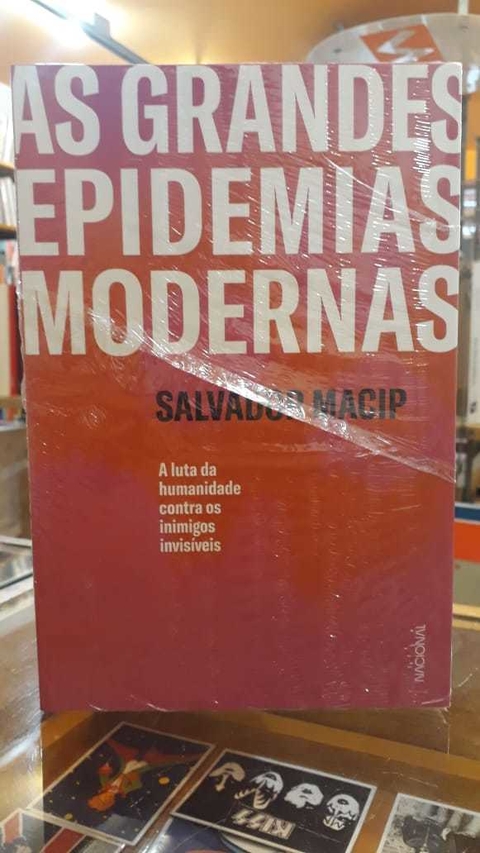 AS GRANDES
EPIDEMIAS
MODERNAS
SALVADOR MACIP
A luta da
humanidade
contra os
inimigos
invisíveis
NACIONAL
KISS